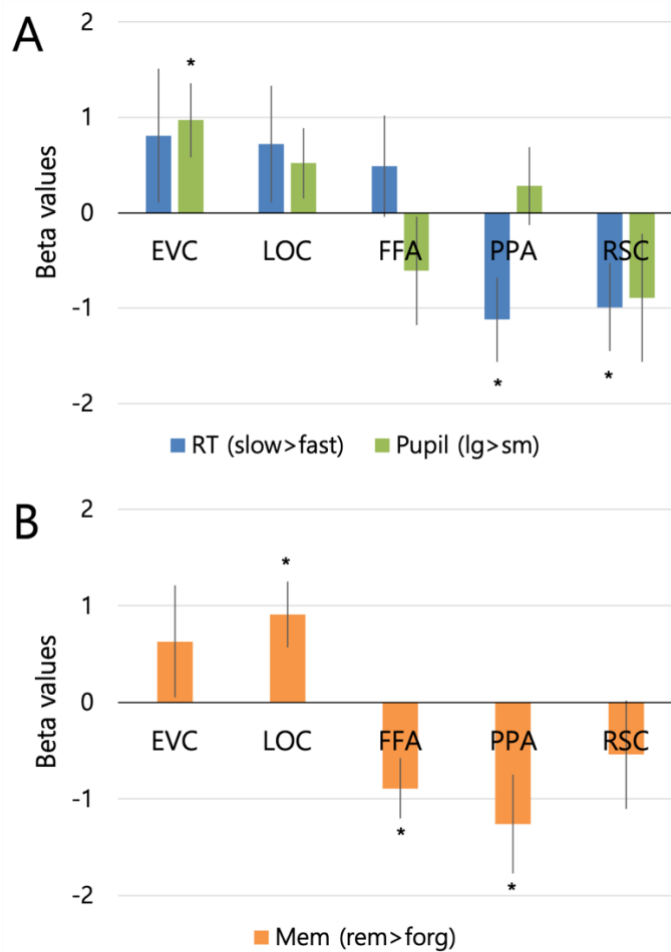 A
2
1
0
-1
-2
Beta values
*
EVC LOC FFA PPA RSC
* *
RT (slow>fast) Pupil (lg>sm)
B
2
1
0
-1
-2
Beta values
*
EVC LOC FFA PPA RSC
* *
Mem (rem>forg)